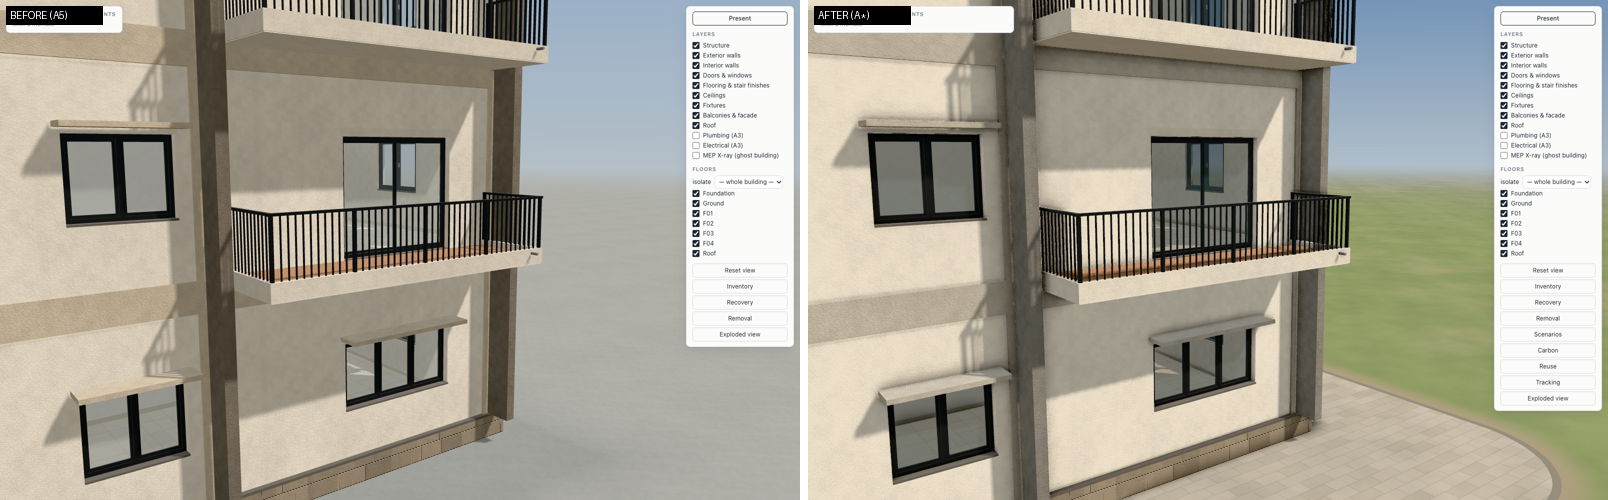 BEFORE (A5)
NTS
Present
LAYERS
Structure
Exterior walls
Interior walls
Doors & windows
Flooring & stair finishes
Ceilings
Fixtures
Balconies & facade
Roof
Plumbing (A3)
Electrical (A3)
MEP X-ray (ghost building)
FLOORS
isolate — whole building —
Foundation
Ground
F01
F02
F03
F04
Roof
Reset view
Inventory
Recovery
Removal
Exploded view
AFTER (A*)
NTS
Present
LAYERS
Structure
Exterior walls
Interior walls
Doors & windows
Flooring & stair finishes
Ceilings
Fixtures
Balconies & facade
Roof
Plumbing (A3)
Electrical (A3)
MEP X-ray (ghost building)
FLOORS
isolate — whole building —
Foundation
Ground
F01
F02
F03
F04
Roof
Reset view
Inventory
Recovery
Removal
Scenarios
Carbon
Reuse
Tracking
Exploded view